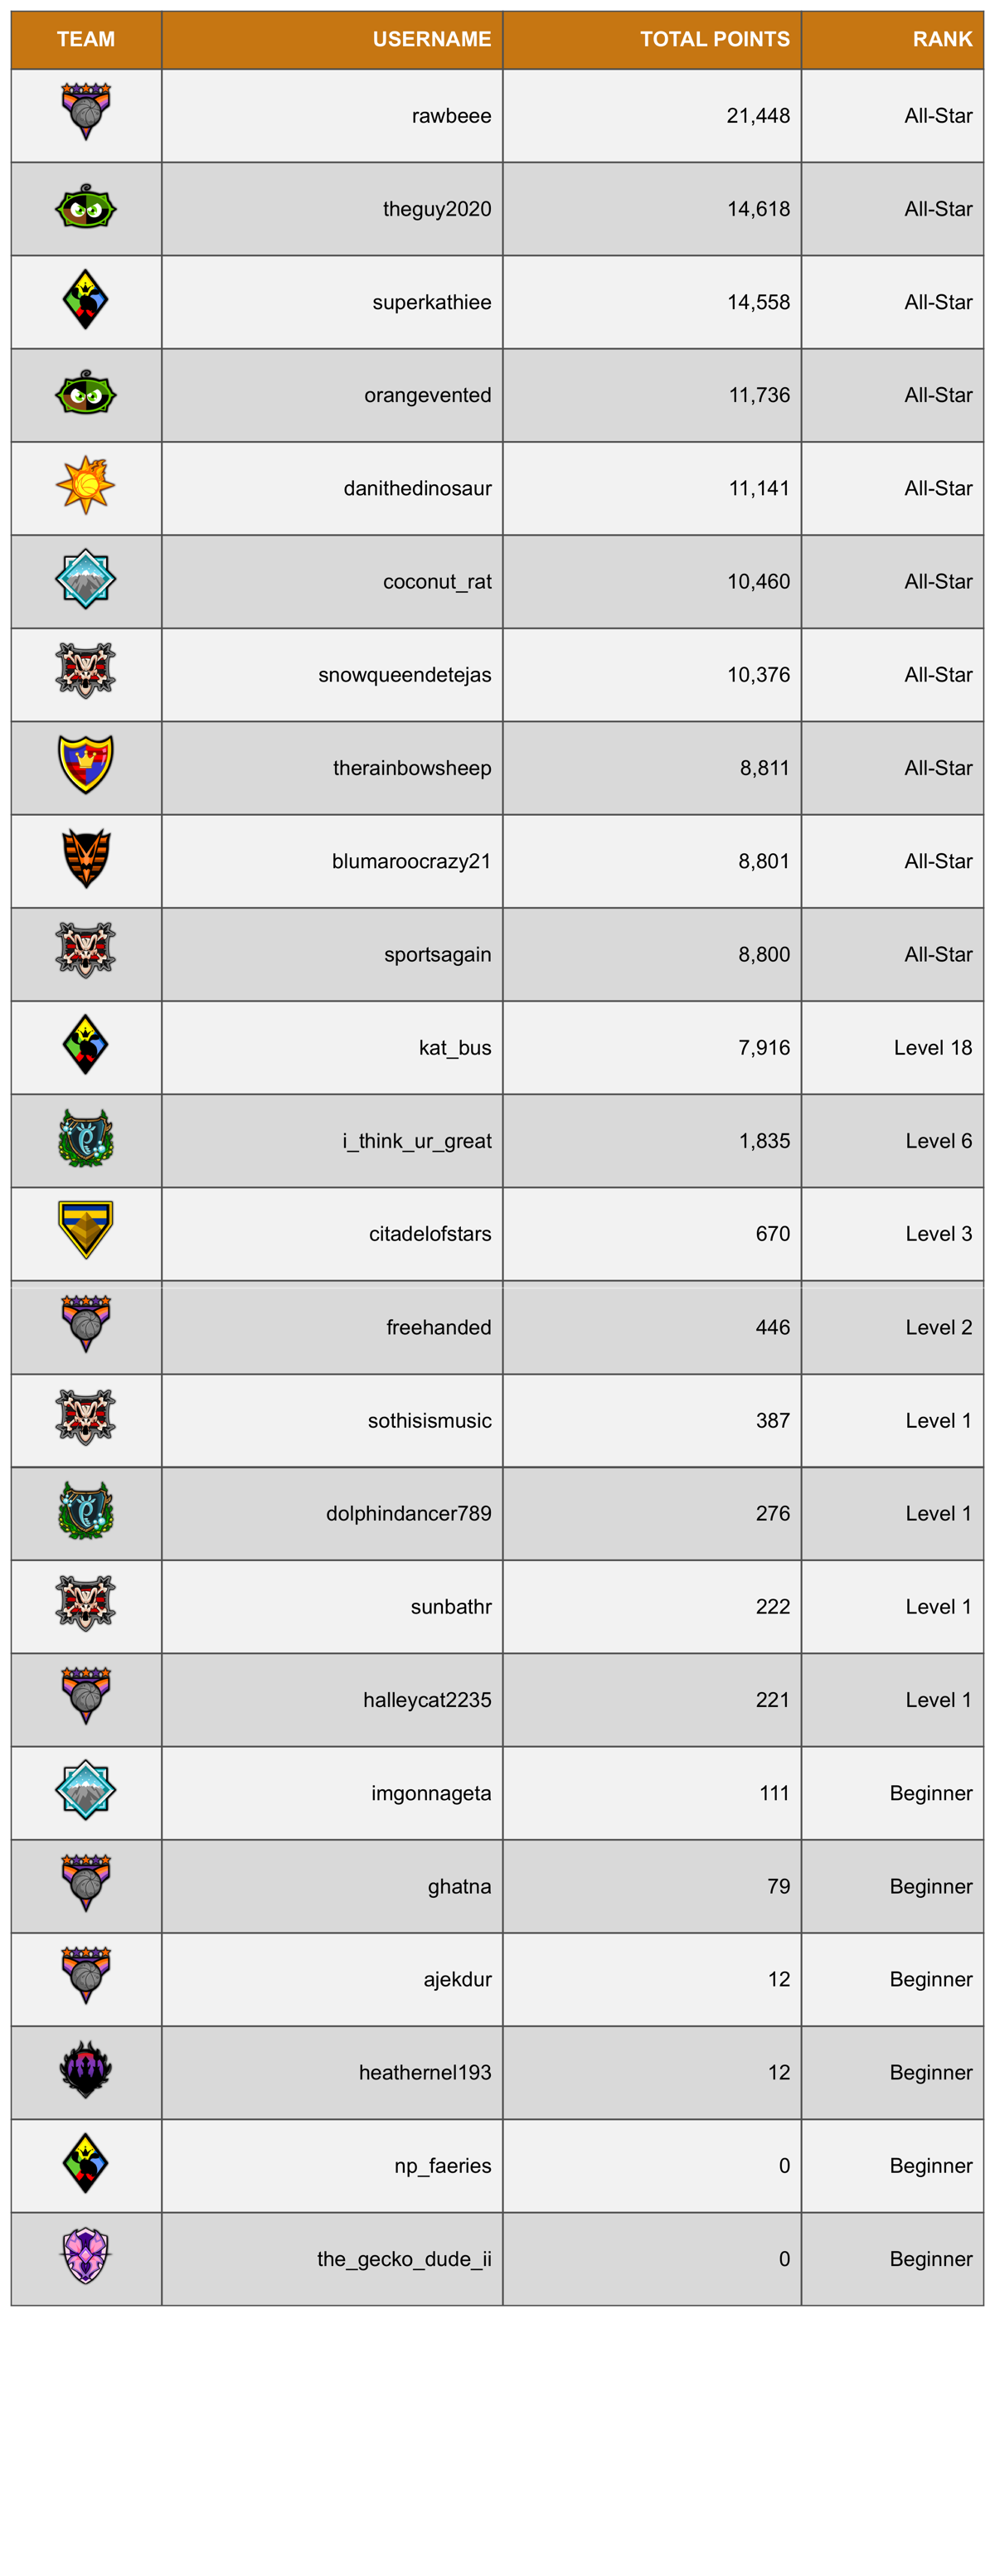 TEAM USERNAME TOTAL POINTS RANK
rawbeee 21,448 All-Star
theguy2020 14,618 All-Star
superkathiee 14,558 All-Star
orangevented 11,736 All-Star
danithedinosaur 11,141 All-Star
coconut_rat 10,460 All-Star
snowqueendetejas 10,376 All-Star
therainbowsheep 8,811 All-Star
blumaroocrazy21 8,801 All-Star
sportsagain 8,800 All-Star
kat_bus 7,916 Level 18
i_think_ur_great 1,835 Level 6
citadelofstars 670 Level 3
freehanded 446 Level 2
sothisismusic 387 Level 1
dolphindancer789 276 Level 1
sunbathr 222 Level 1
halleycat2235 221 Level 1
imgonnageta 111 Beginner
ghatna 79 Beginner
ajekdur 12 Beginner
heathernel193 12 Beginner
np_faeries 0 Beginner
the_gecko_dude_ii 0 Beginner